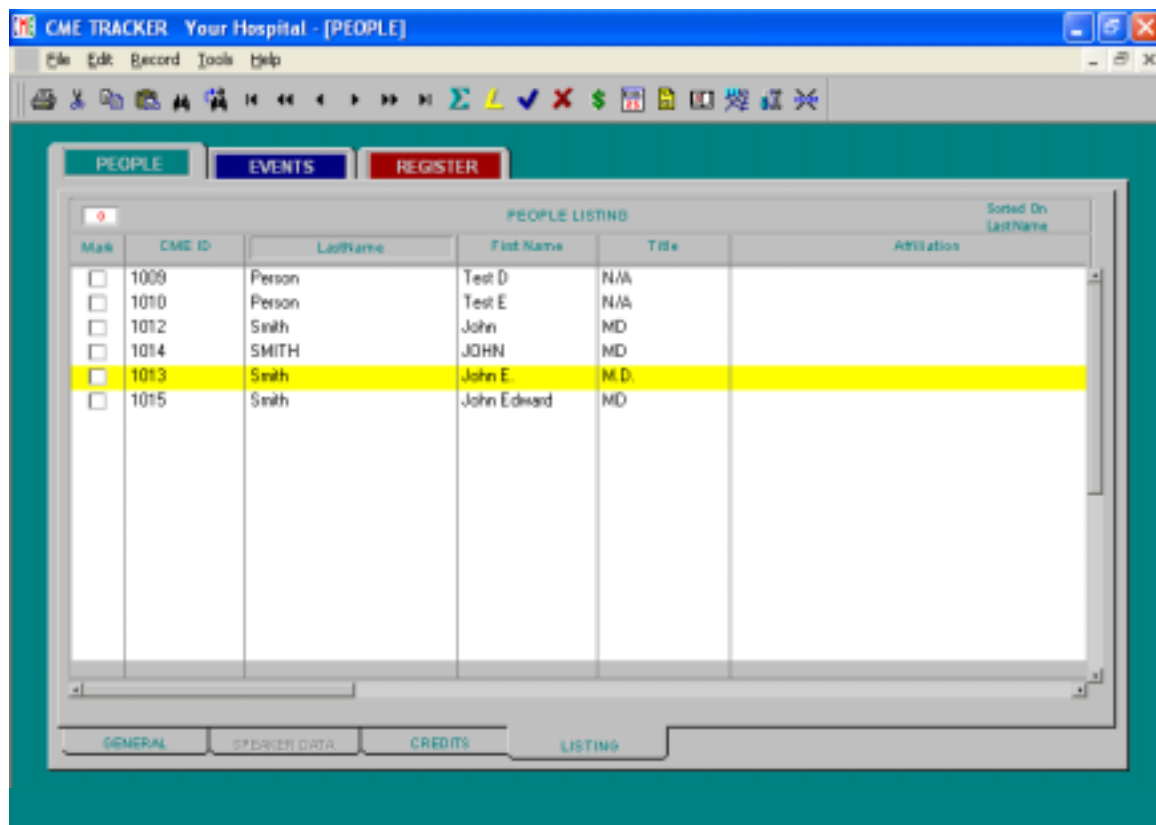 CME TRACKER Your Hospital - [PEOPLE]
File Edit Record Tools Help
PEOPLE EVENTS REGISTER
0 PEOPLE LISTING Sorted On
LastName
Mark CME ID LastName First Name Title Affiliation
1009 Person Test D N/A
1010 Person Test E N/A
1012 Smith John MD
1014 SMITH JOHN MD
1013 Smith John E. M.D.
1015 Smith John Edward MD
GENERAL SPEAKER DATA CREDITS LISTING